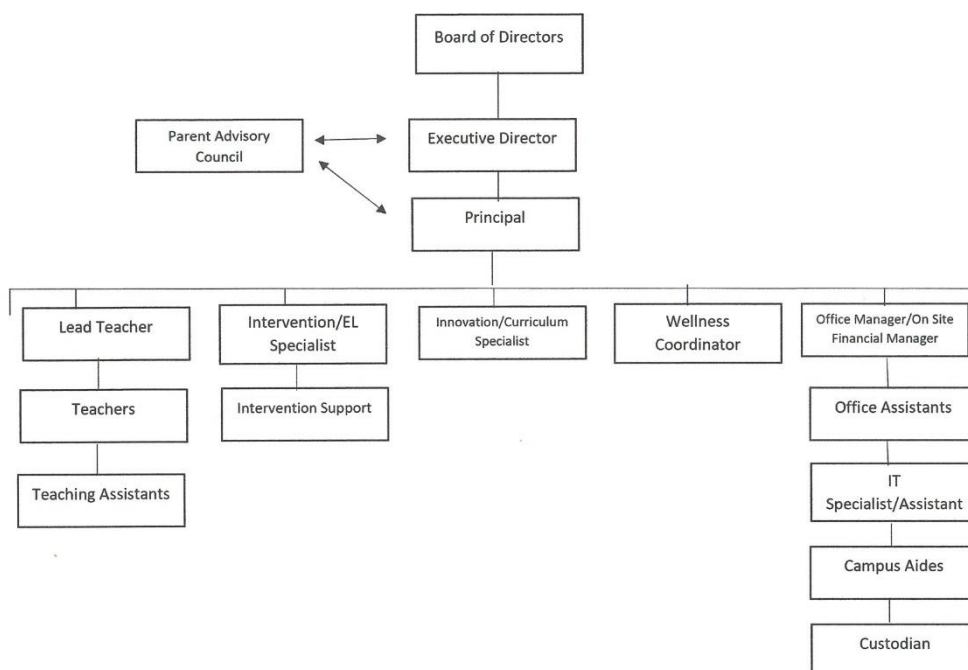 Board of Directors
Parent Advisory
Council
Executive Director
Principal
Lead Teacher
Intervention/EL
Specialist
Innovation/Curriculum
Specialist
Wellness
Coordinator
Office Manager/On Site
Financial Manager
Teachers
Intervention Support
Office Assistants
Teaching Assistants
IT
Specialist/Assistant
Campus Aides
Custodian